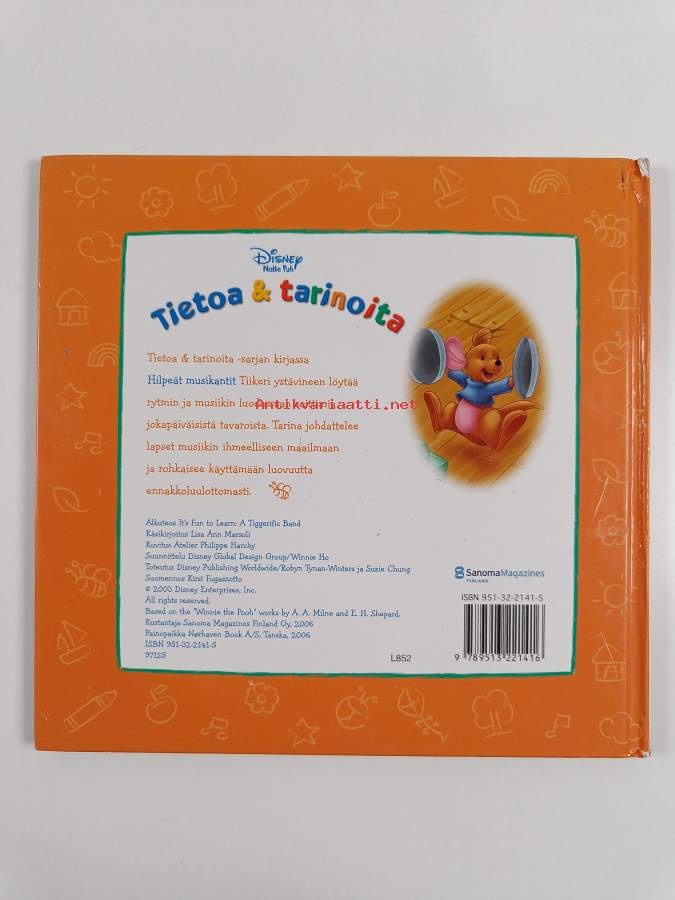 Disney
Nalle Puh
Tietoa & tarinoita
Tietoa & tarinoita -sarjan kirjassa
Hilpeät musikantit Tiikeri ystävineen löytää
rytmin ja musiikin
jokapäiväisistä tavaroista. Tarina johdattelee
lapset musiikin ihmeelliseen maailmaan
ja rohkaisee käyttämään luovuutta
ennakkoluulottomasti.
Antikvariaatti.net
Alkuteos It's Fun to Learn: A Tiggerific Band
Käsikirjoitus Lisa Ann Marsoli
Kuvitus Atelier Philippe Harchy
Suunnittelu Disney Global Design Group/Winnie Ho
Toteutus Disney Publishing Worldwide/Robyn Tynan-Winters ja Suzie Chung
Suomennos Kirsi Fugazzotto
© 2003 Disney Enterprises, Inc.
All rights reserved.
Based on the "Winnie the Pooh" works by A. A. Milne and E. H. Shepard.
Kustantaja Sanoma Magazines Finland Oy, 2006
Painopaikka Nørhaven Book A/S, Tanska, 2006
ISBN 951-32-2141-5
97125
L852
SanomaMagazines
FINLAND
ISBN 951-32-2141-5
9 789513 221416